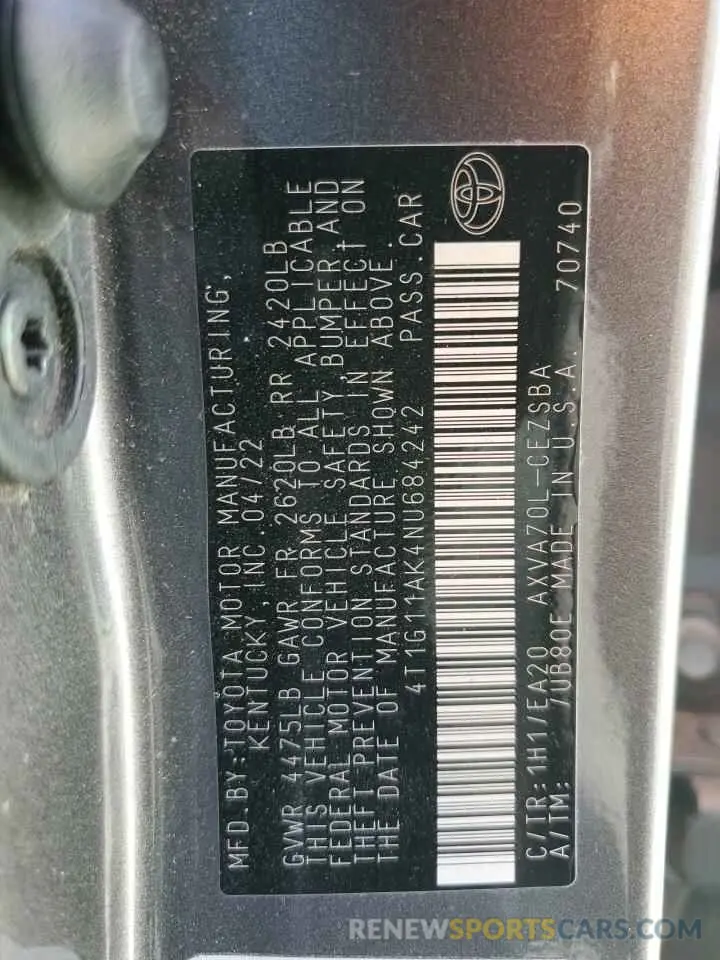 MFD. BY: TOYOTA MOTOR MANUFACTURING,
KENTUCKY, INC. 04/22
GVWR 4475LB GAWR FR 2620LB RR 2420LB
THIS VEHICLE CONFORMS TO ALL APPLICABLE
FEDERAL MOTOR VEHICLE SAFETY, BUMPER, AND
THEFT PREVENTION STANDARDS IN EFFECT ON
THE DATE OF MANUFACTURE SHOWN ABOVE.
4T1G11AK4NU684242 PASS. CAR
C/TR: 1H1/EA20 AXVA70L-CEZSBA
A/TM: /UB80E MADE IN U.S.A. 70740
RENEWSPORTSCARS.COM